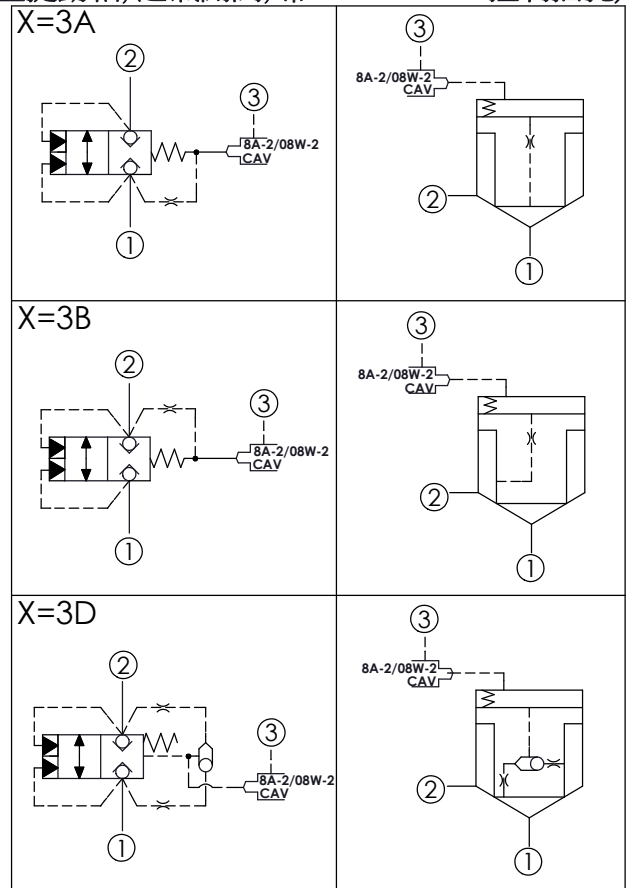 X=3A
②
③
8A-2/08W-2
CAV
①
③
8A-2/08W-2
CAV
②
①
X=3B
②
③
8A-2/08W-2
CAV
①
③
8A-2/08W-2
CAV
②
①
X=3D
②
③
8A-2/08W-2
CAV
①
③
8A-2/08W-2
CAV
②
①